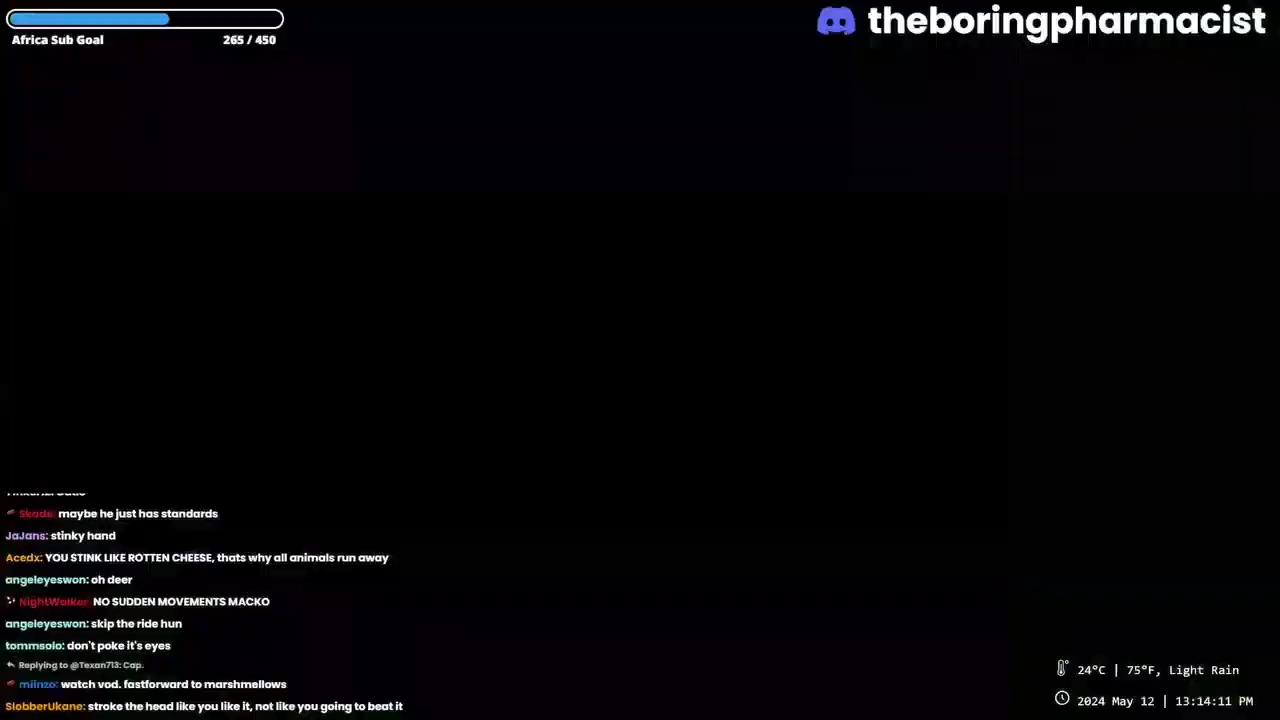 theboringpharmacist
Africa Sub Goal 265 / 450
Skads: maybe he just has standards
JaJans: stinky hand
Acedx: YOU STINK LIKE ROTTEN CHEESE, thats why all animals run away
angeleyeswon: oh deer
NightWalker: NO SUDDEN MOVEMENTS MACKO
angeleyeswon: skip the ride hun
tommsolo: don't poke it's eyes
Replying to @Texan713: Cap.
miinzo: watch vod. fastforward to marshmellows
SlobberUkane: stroke the head like you like it, not like you going to beat it
24°C | 75°F, Light Rain
2024 May 12 | 13:14:11 PM